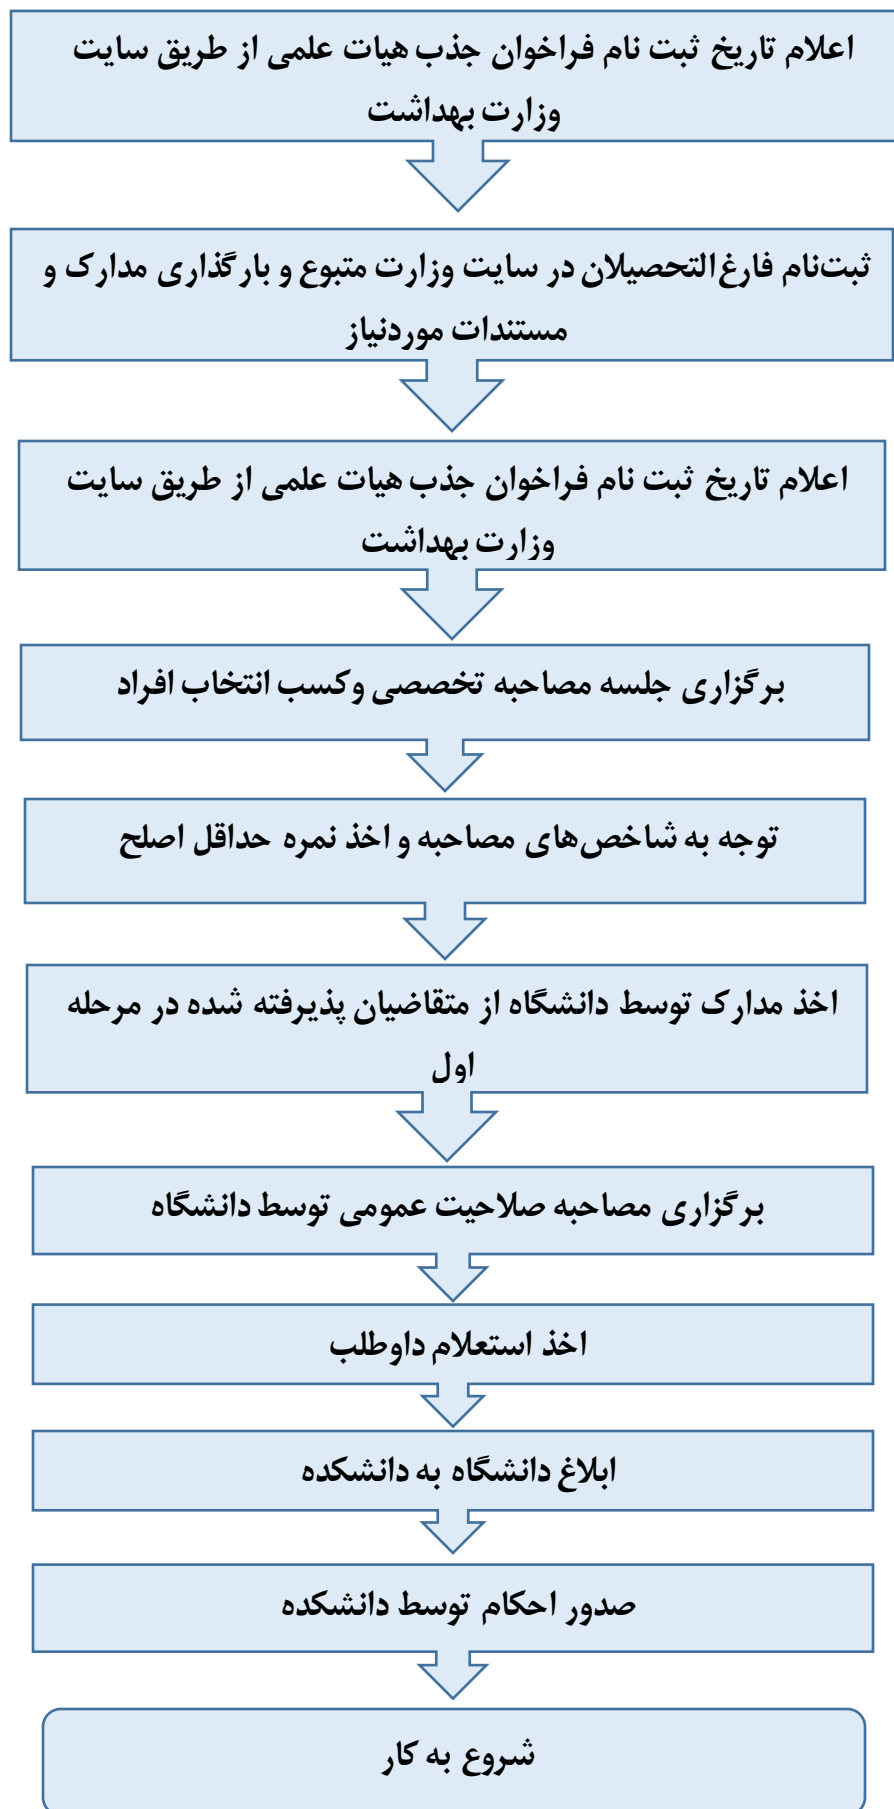 اعلام تاریخ ثبت نام فراخوان جذب هیات علمی از طریق سایت
وزارت بهداشت
ثبت‌نام فارغ‌التحصیلان در سایت وزارت متبوع و بارگذاری مدارک و
مستندات موردنیاز
اعلام تاریخ ثبت نام فراخوان جذب هیات علمی از طریق سایت
وزارت بهداشت
برگزاری جلسه مصاحبه تخصصی وکسب انتخاب افراد
توجه به شاخص‌های مصاحبه و اخذ نمره حداقل اصلح
اخذ مدارک توسط دانشگاه از متقاضیان پذیرفته شده در مرحله
اول
برگزاری مصاحبه صلاحیت عمومی توسط دانشگاه
اخذ استعلام داوطلب
ابلاغ دانشگاه به دانشکده
صدور احکام توسط دانشکده
شروع به کار